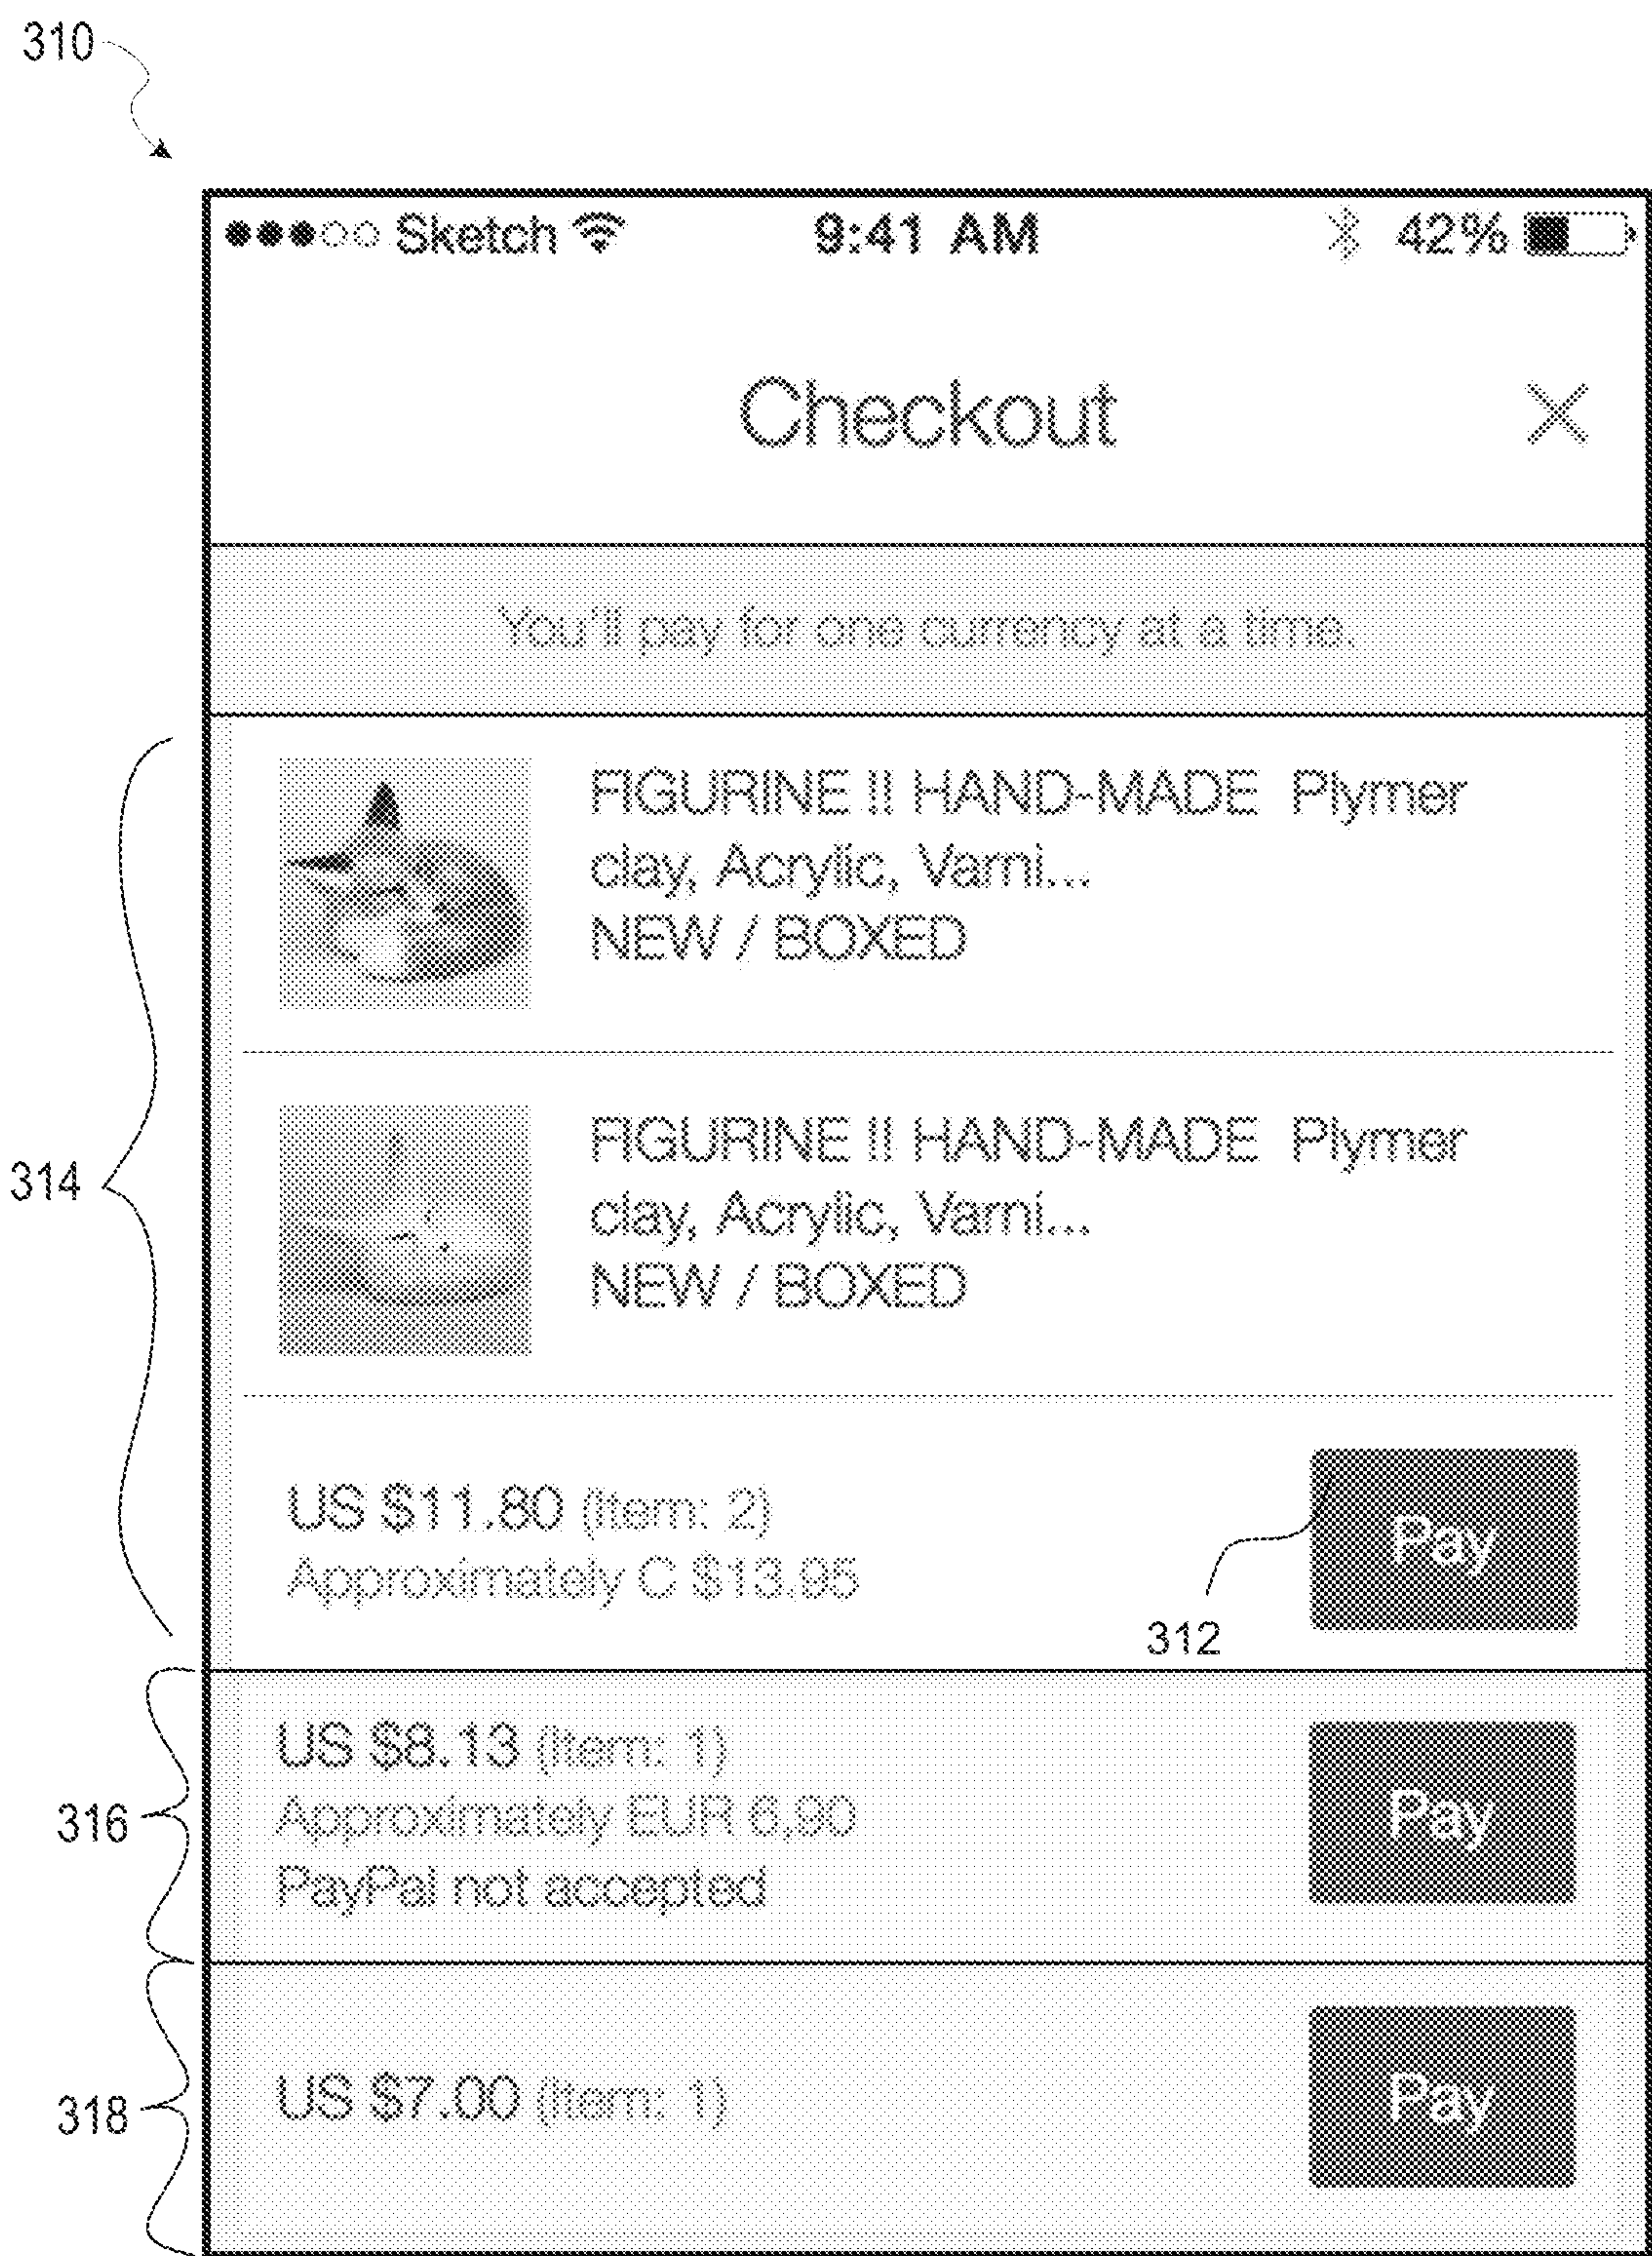 310
Sketch 9:41 AM 42%
Checkout
You'll pay for one currency at a time.
FIGURINE !! HAND-MADE Plymer
clay, Acrylic, Varni...
NEW / BOXED
314
FIGURINE !! HAND-MADE Plymer
clay, Acrylic, Varni...
NEW / BOXED
US $11.80 (Item: 2)
Approximately C $13.95
Pay
312
316
US $8.13 (Item: 1)
Approximately EUR 6,90
PayPal not accepted
Pay
318
US $7.00 (Item: 1)
Pay